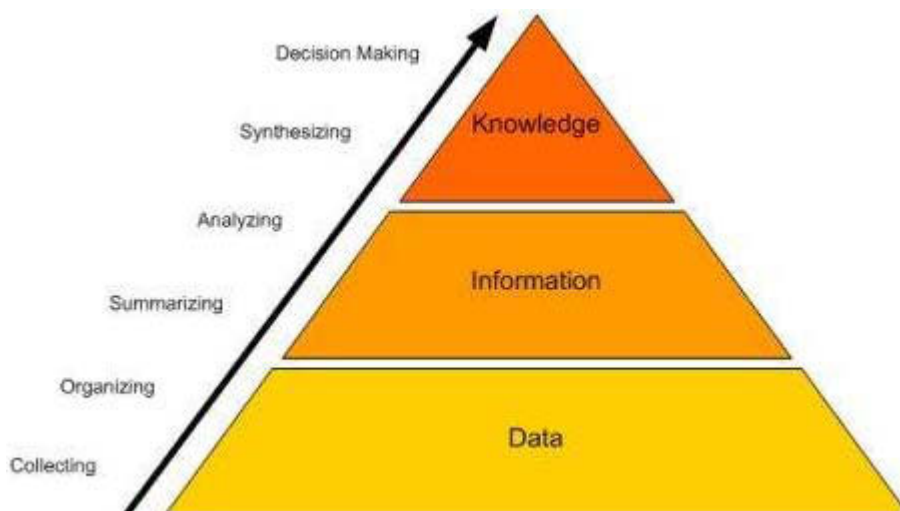 Decision Making
Knowledge
Synthesizing
Analyzing
Information
Summarizing
Organizing
Data
Collecting